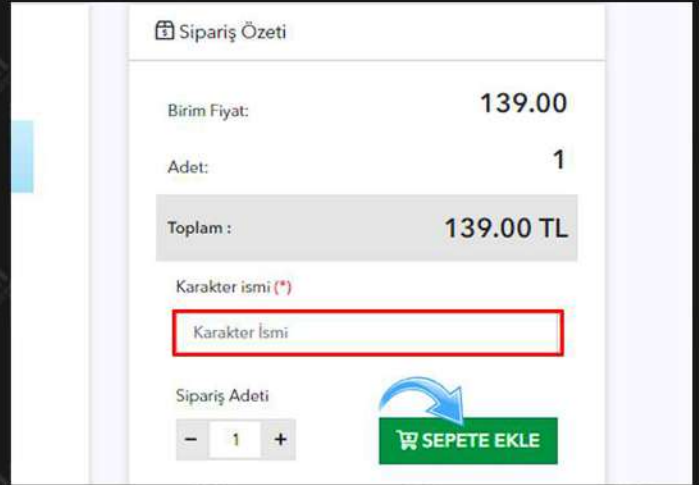 Sipariş Özeti
Birim Fiyat: 139.00
Adet: 1
Toplam : 139.00 TL
Karakter ismi (*)
Karakter İsmi
Sipariş Adeti
− 1 + SEPETE EKLE